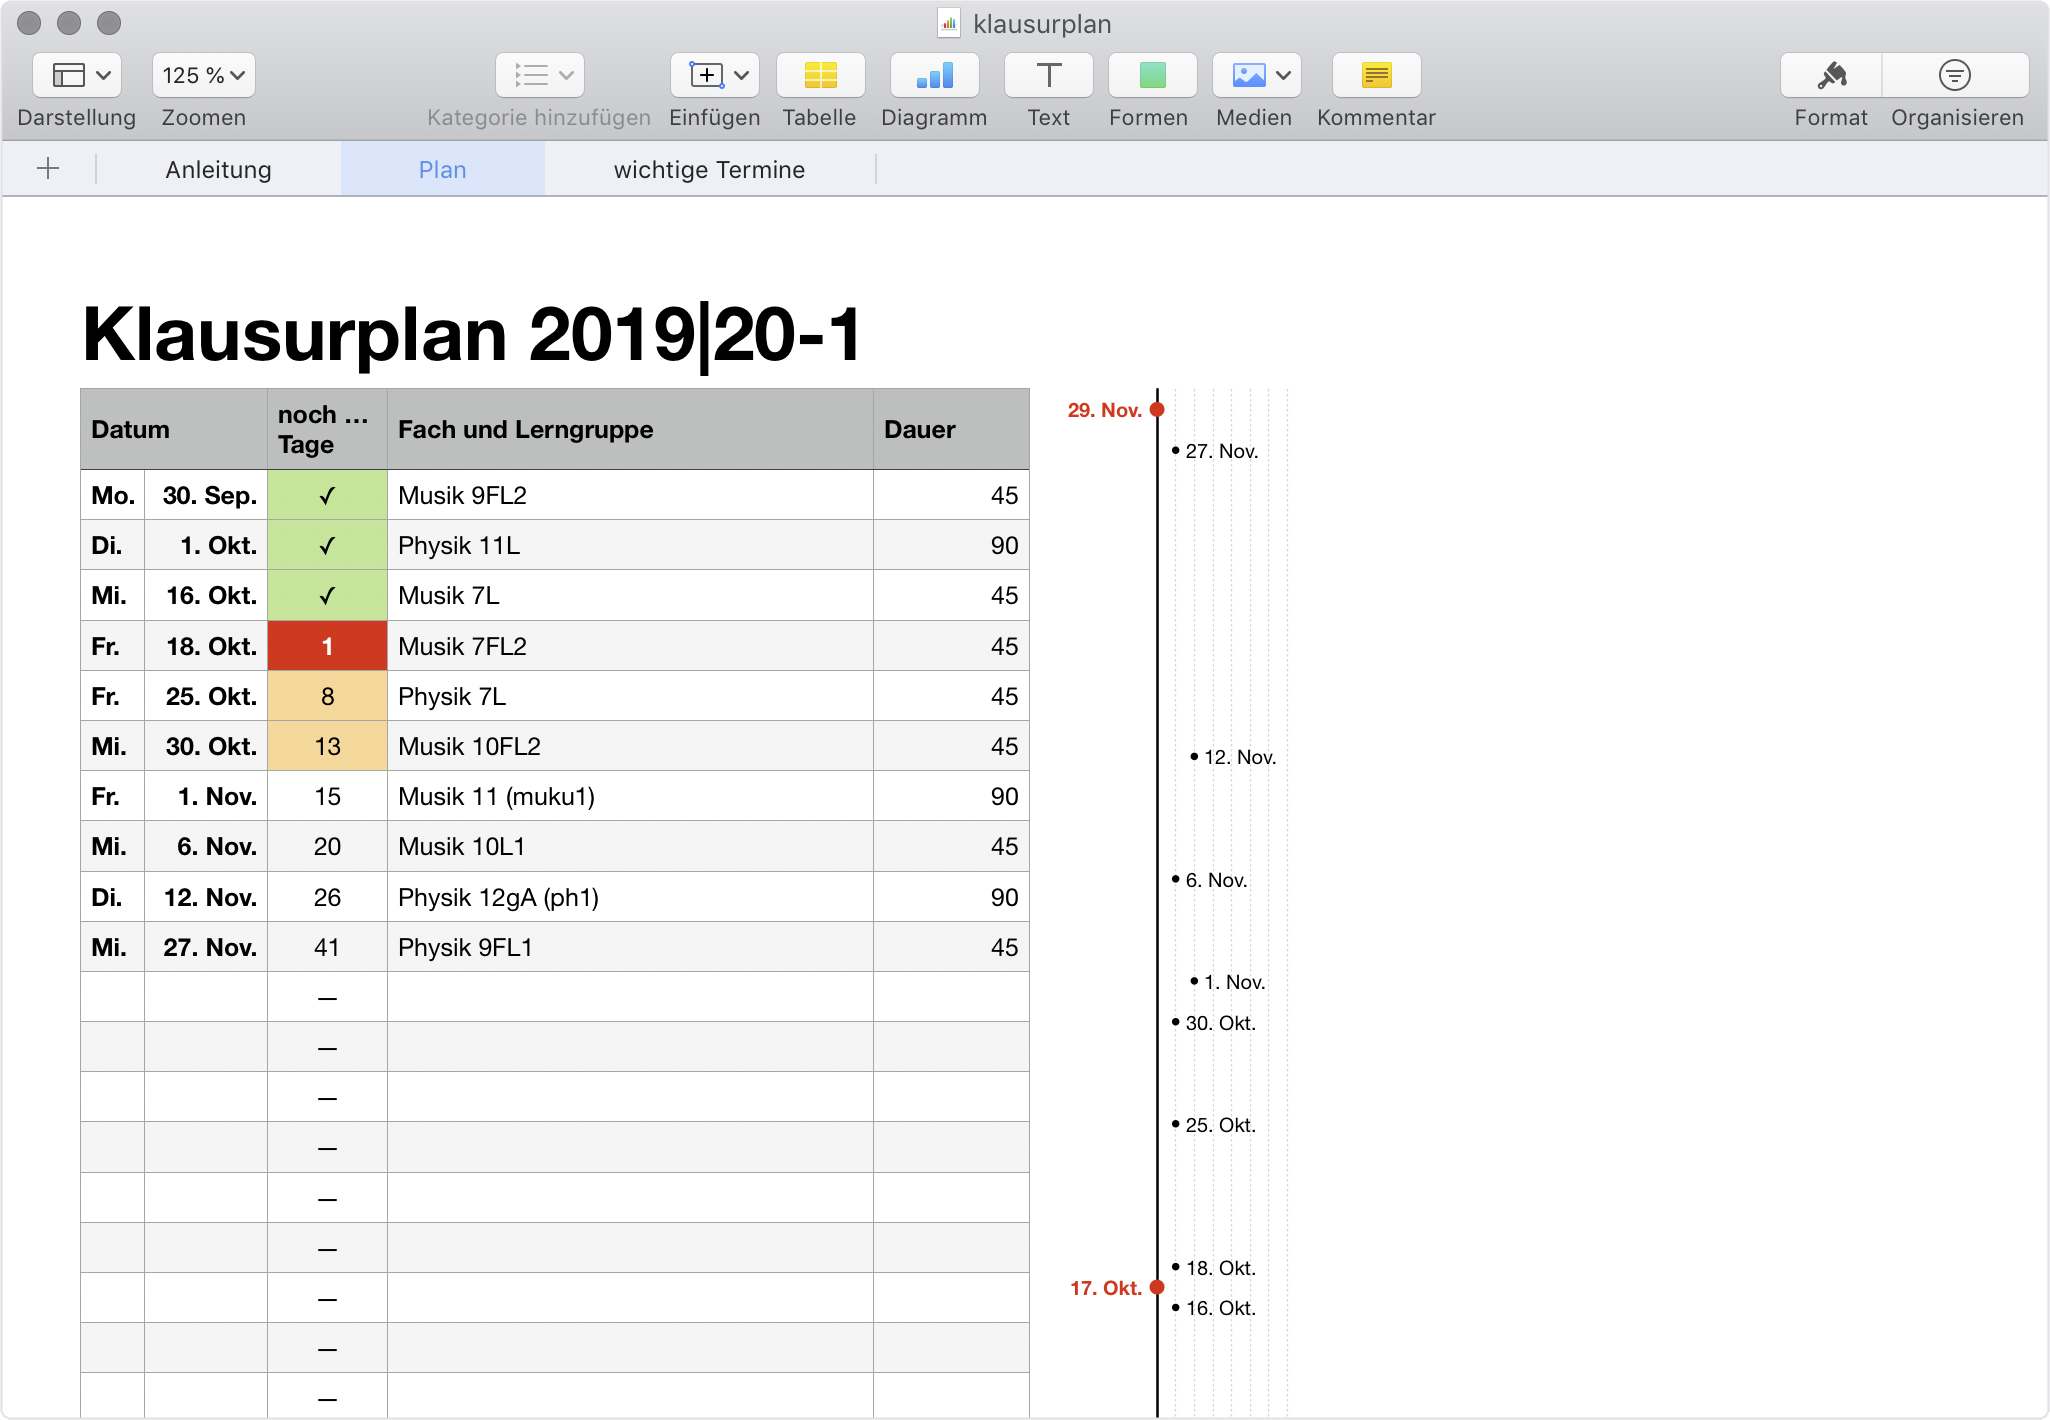 klausurplan
125 %
Darstellung Zoomen Kategorie hinzufügen Einfügen Tabelle Diagramm Text Formen Medien Kommentar Format Organisieren
Anleitung Plan wichtige Termine
Klausurplan 2019|20-1
Datum noch ... Tage Fach und Lerngruppe Dauer
Mo. 30. Sep. ✓ Musik 9FL2 45
Di. 1. Okt. ✓ Physik 11L 90
Mi. 16. Okt. ✓ Musik 7L 45
Fr. 18. Okt. 1 Musik 7FL2 45
Fr. 25. Okt. 8 Physik 7L 45
Mi. 30. Okt. 13 Musik 10FL2 45
Fr. 1. Nov. 15 Musik 11 (muku1) 90
Mi. 6. Nov. 20 Musik 10L1 45
Di. 12. Nov. 26 Physik 12gA (ph1) 90
Mi. 27. Nov. 41 Physik 9FL1 45
—
—
—
—
—
—
—
—
—
29. Nov.
• 27. Nov.
• 12. Nov.
• 6. Nov.
• 1. Nov.
• 30. Okt.
• 25. Okt.
• 18. Okt.
17. Okt.
• 16. Okt.